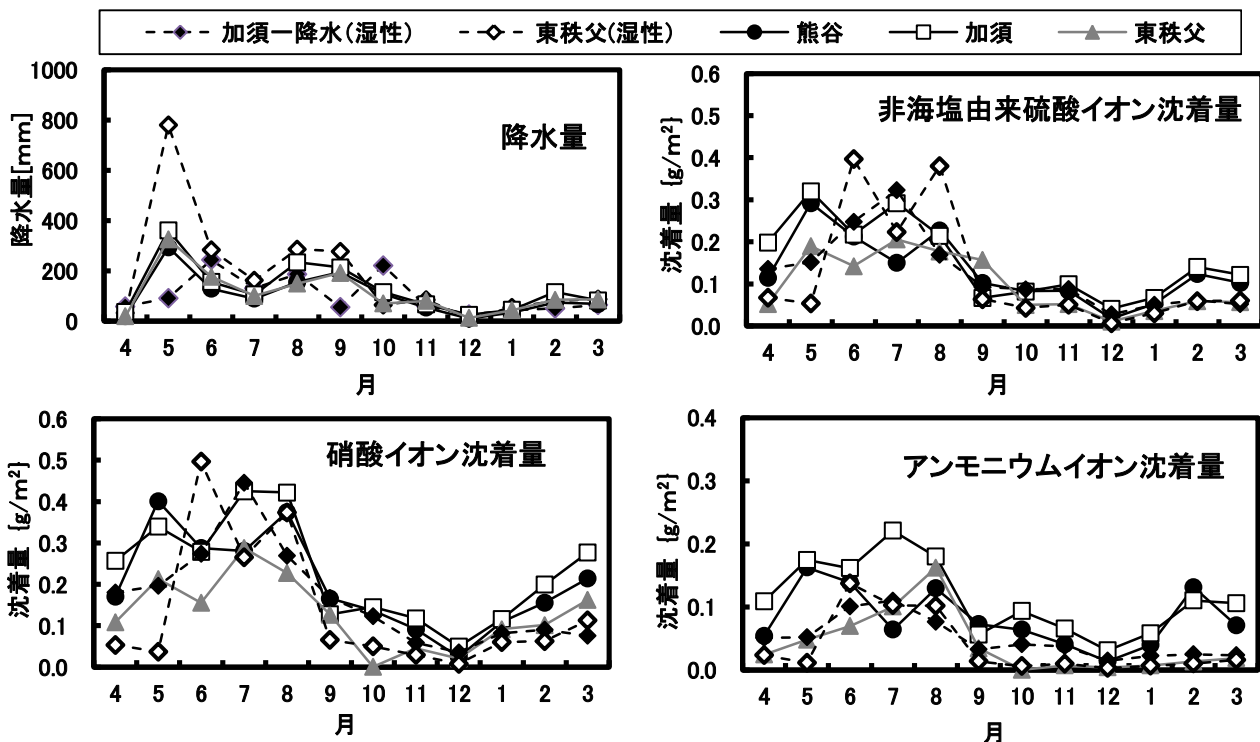 加須－降水(湿性) 東秩父(湿性) 熊谷 加須 東秩父
降水量
降水量[mm]
1000
800
600
400
200
0
4 5 6 7 8 9 10 11 12 1 2 3
月
非海塩由来硫酸イオン沈着量
沈着量 {g/m²}
0.6
0.5
0.4
0.3
0.2
0.1
0.0
4 5 6 7 8 9 10 11 12 1 2 3
月
硝酸イオン沈着量
沈着量 {g/m²}
0.6
0.5
0.4
0.3
0.2
0.1
0.0
4 5 6 7 8 9 10 11 12 1 2 3
月
アンモニウムイオン沈着量
沈着量 {g/m²}
0.4
0.3
0.2
0.1
0.0
4 5 6 7 8 9 10 11 12 1 2 3
月